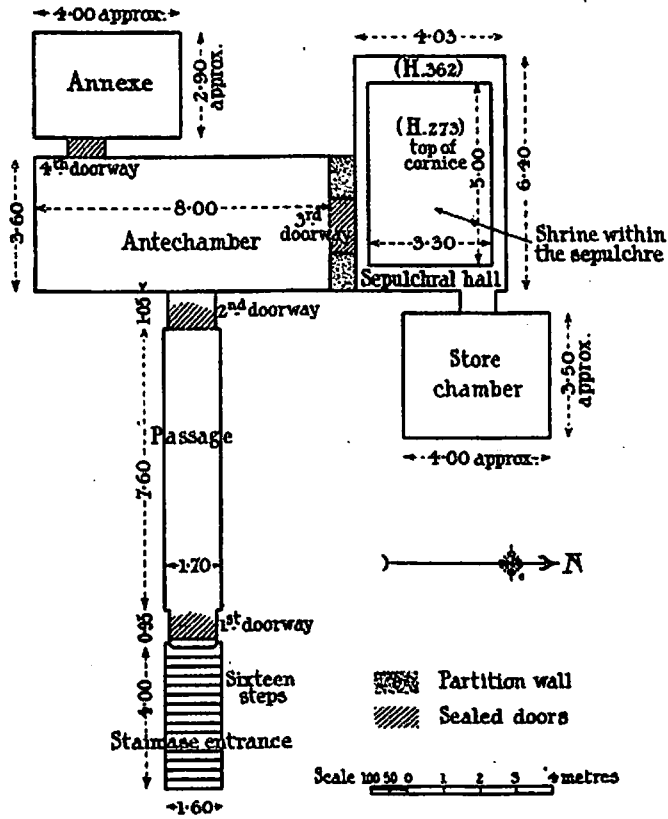 4·00 approx.
Annexe
2·90
approx.
4·03
(H.362)
(H.273)
top of
cornice
5·00
6·40
3·30
Shrine within
the sepulchre
Sepulchral hall
4th doorway
3·60
8·00
Antechamber
3rd
doorway
1·05
2nd doorway
Store
chamber
3·50
approx.
4·00 approx.
Passage
7·60
1·70
N
0·95
1st doorway
Sixteen
steps
4·00
Staimase entrance
1·60
Partition wall
Sealed doors
Scale 100 50 0 1 2 3 4 metres